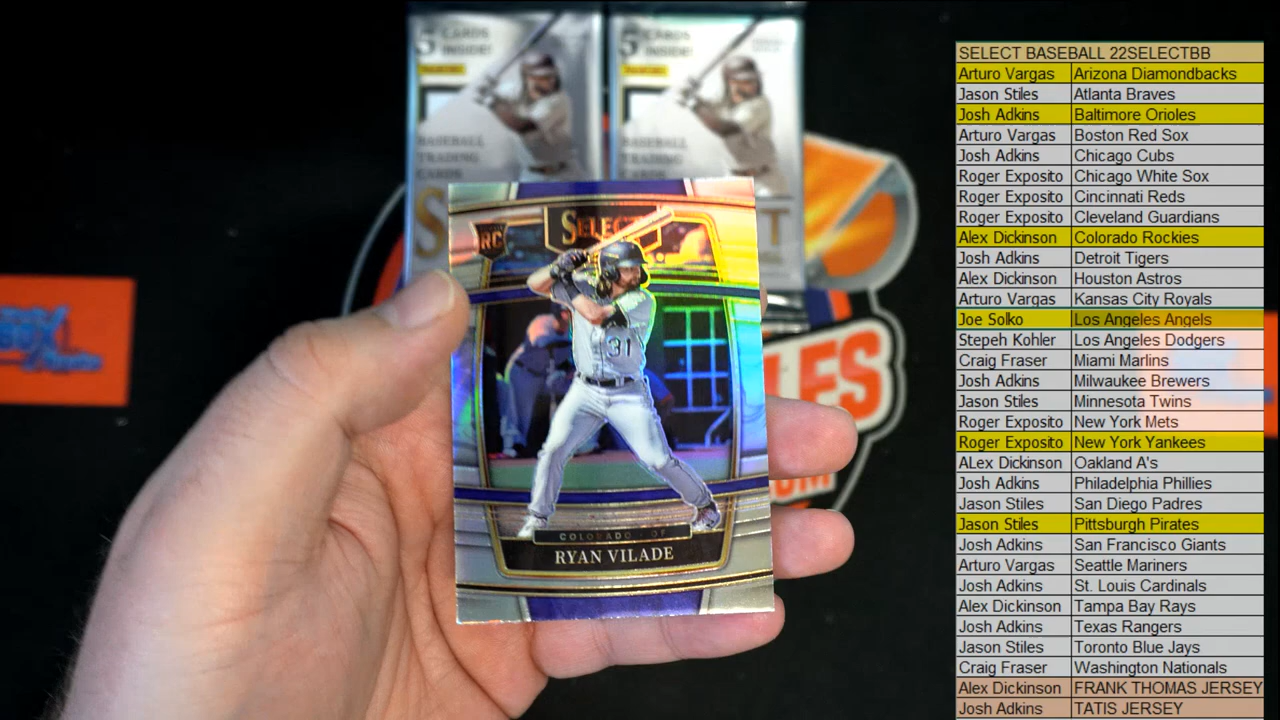 5 CARDS
INSIDE!
PANINI
BASEBALL
TRADING
CARDS
5 CARDS
INSIDE!
PANINI
BASEBALL
TRADING
CARDS
RC
SELECT
31
COLORADO - OF
RYAN VILADE
SELECT BASEBALL 22SELECTBB
Arturo Vargas Arizona Diamondbacks
Jason Stiles Atlanta Braves
Josh Adkins Baltimore Orioles
Arturo Vargas Boston Red Sox
Josh Adkins Chicago Cubs
Roger Exposito Chicago White Sox
Roger Exposito Cincinnati Reds
Roger Exposito Cleveland Guardians
Alex Dickinson Colorado Rockies
Josh Adkins Detroit Tigers
Alex Dickinson Houston Astros
Arturo Vargas Kansas City Royals
Joe Solko Los Angeles Angels
Stepeh Kohler Los Angeles Dodgers
Craig Fraser Miami Marlins
Josh Adkins Milwaukee Brewers
Jason Stiles Minnesota Twins
Roger Exposito New York Mets
Roger Exposito New York Yankees
ALex Dickinson Oakland A's
Josh Adkins Philadelphia Phillies
Jason Stiles San Diego Padres
Jason Stiles Pittsburgh Pirates
Josh Adkins San Francisco Giants
Arturo Vargas Seattle Mariners
Josh Adkins St. Louis Cardinals
Alex Dickinson Tampa Bay Rays
Josh Adkins Texas Rangers
Jason Stiles Toronto Blue Jays
Craig Fraser Washington Nationals
Alex Dickinson FRANK THOMAS JERSEY
Josh Adkins TATIS JERSEY